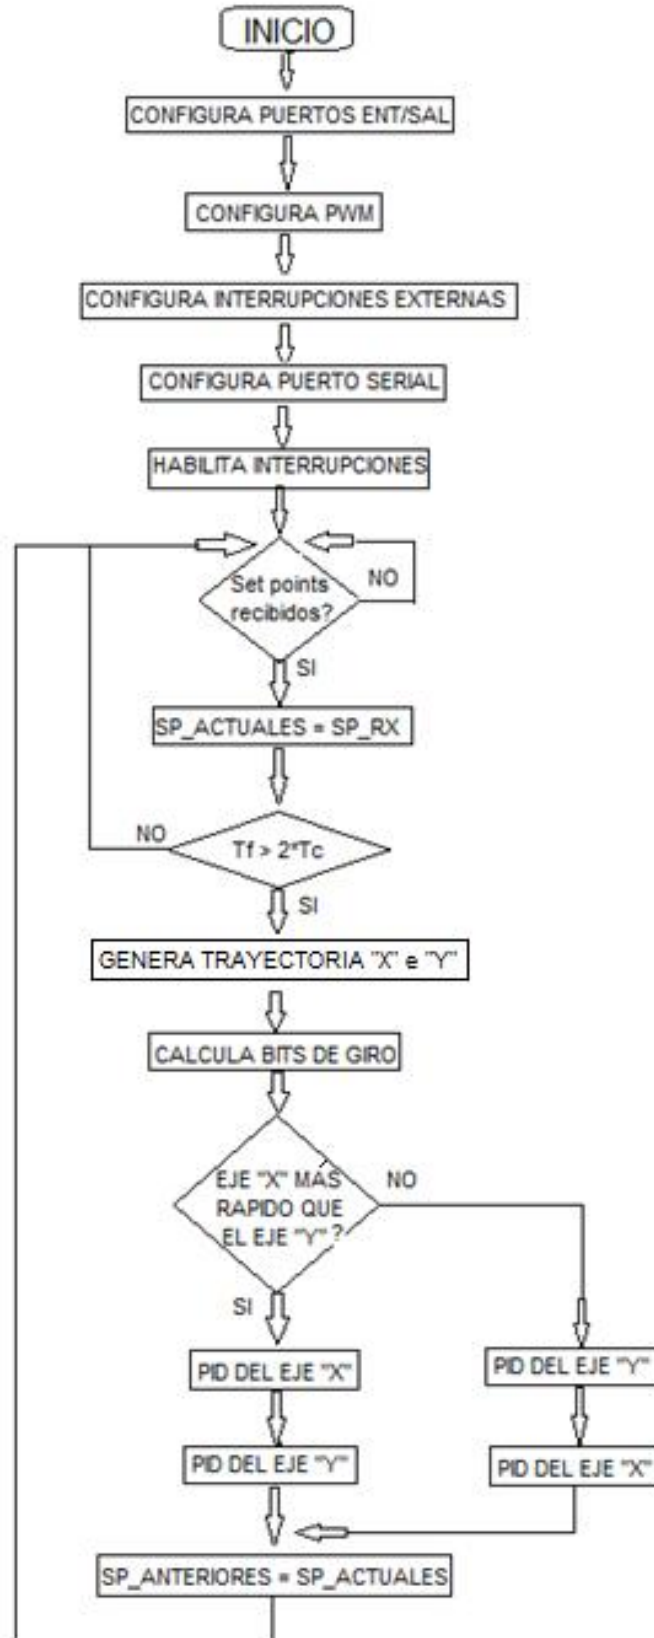 INICIO
CONFIGURA PUERTOS ENT/SAL
CONFIGURA PWM
CONFIGURA INTERRUPCIONES EXTERNAS
CONFIGURA PUERTO SERIAL
HABILITA INTERRUPCIONES
Set points
recibidos?
NO
SI
SP_ACTUALES = SP_RX
Tf > 2*Tc
NO
SI
GENERA TRAYECTORIA "X" e "Y"
CALCULA BITS DE GIRO
EJE "X" MÁS
RAPIDO QUE
EL EJE "Y"?
NO
SI
PID DEL EJE "X"
PID DEL EJE "Y"
PID DEL EJE "Y"
PID DEL EJE "X"
SP_ANTERIORES = SP_ACTUALES